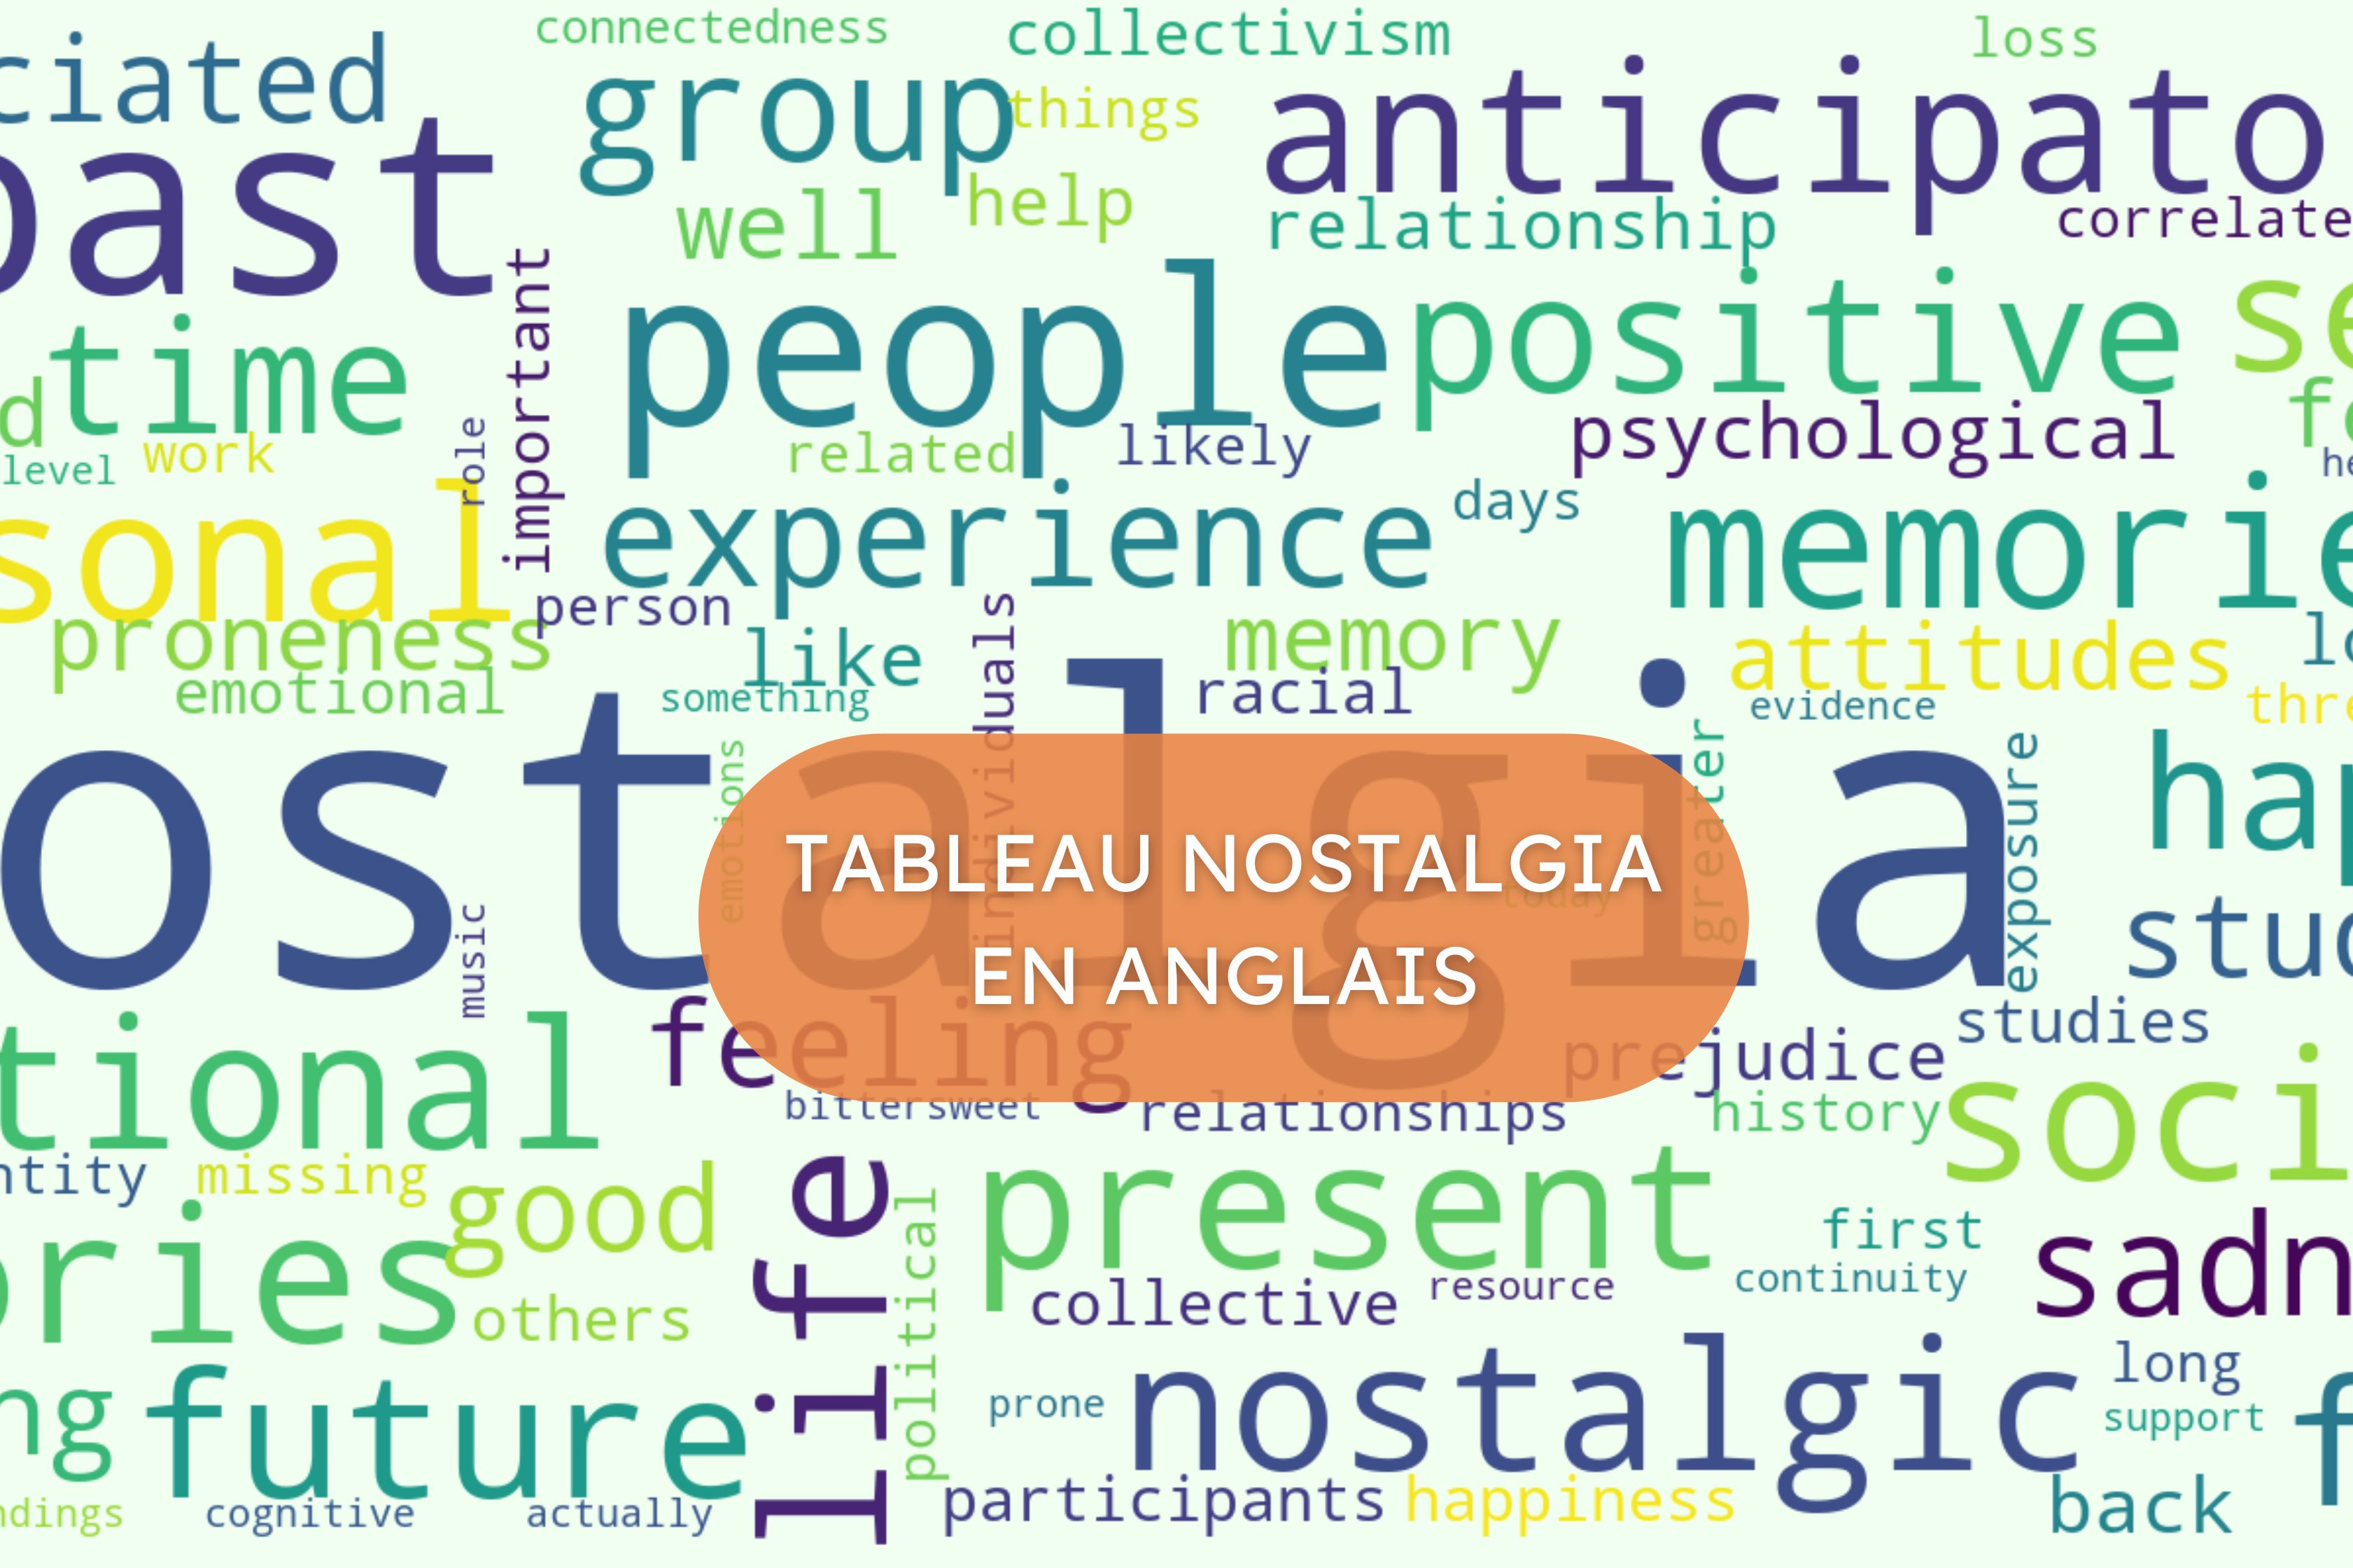 connectedness collectivism loss
ciated group things anticipato
past well help relationship correlate
important people positive se
time
d related likely psychological fe
level work role he
sonal experience days memorie
person
proneness like individuals memory attitudes lo
emotional something racial evidence thre
ostalgia
emotions greater exposure hap
TABLEAU NOSTALGIA
today
music stud
EN ANGLAIS
feeling prejudice studies
tional bittersweet relationships history soci
ntity missing good life present first
political
ories others collective resource continuity sadn
ng future prone nostalgic long
support f
ndings cognitive actually participants happiness back